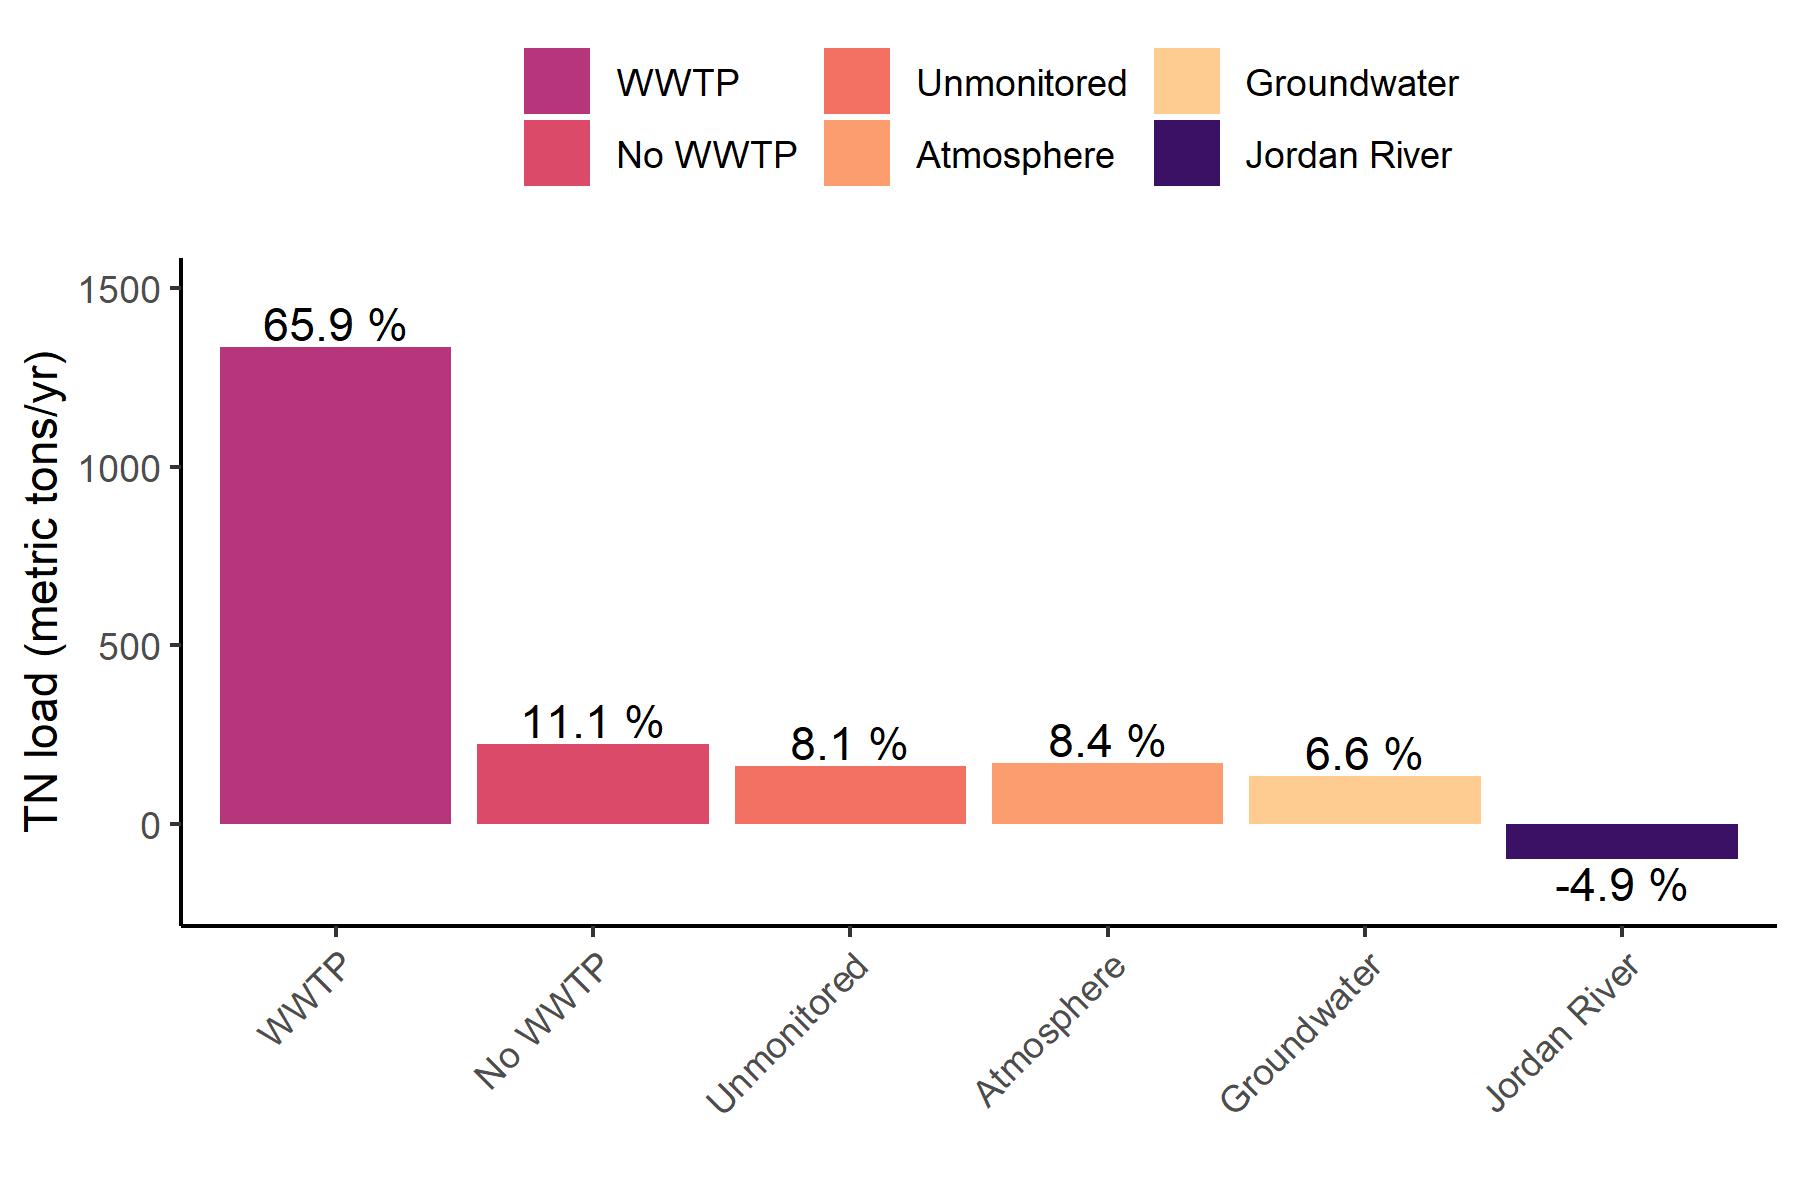 WWTP
Unmonitored
Groundwater
No WWTP
Atmosphere
Jordan River
TN load (metric tons/yr)
1500
1000
500
0
65.9 %
11.1 %
8.1 %
8.4 %
6.6 %
-4.9 %
WWTP
No WWTP
Unmonitored
Atmosphere
Groundwater
Jordan River